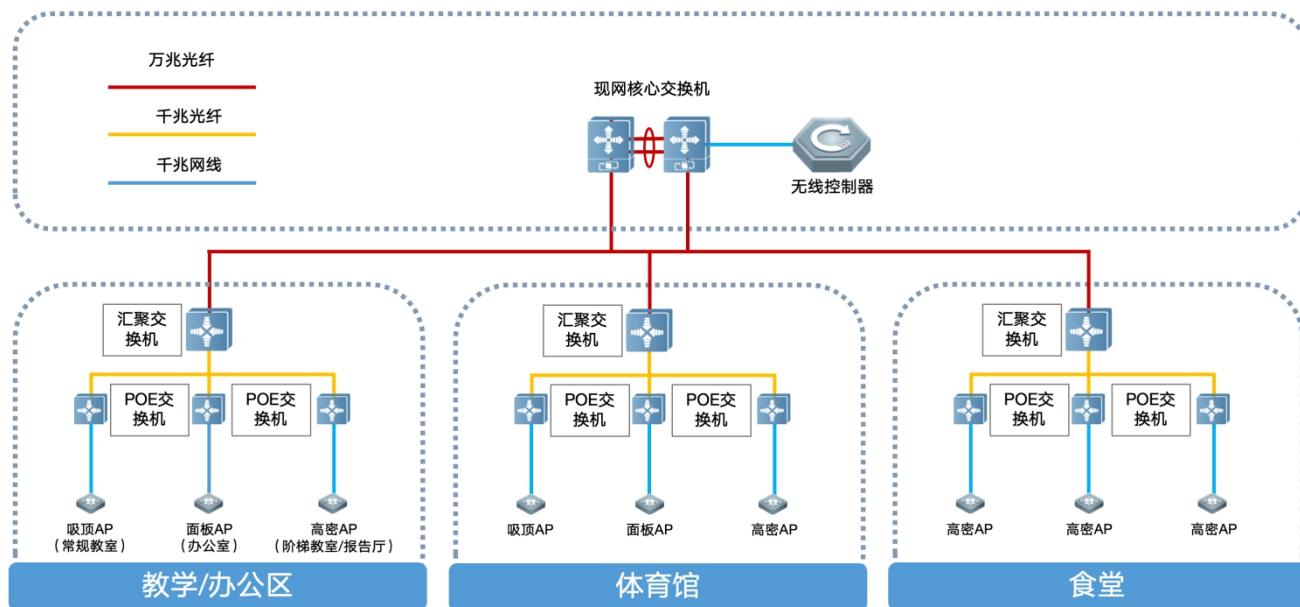 万兆光纤
千兆光纤
千兆网线
现网核心交换机
无线控制器
汇聚交
换机
POE交
换机
POE交
换机
吸顶AP
（常规教室）
面板AP
（办公室）
高密AP
（阶梯教室/报告厅）
教学/办公区
汇聚交
换机
POE交
换机
POE交
换机
吸顶AP
面板AP
高密AP
体育馆
汇聚交
换机
POE交
换机
POE交
换机
高密AP
高密AP
高密AP
食堂